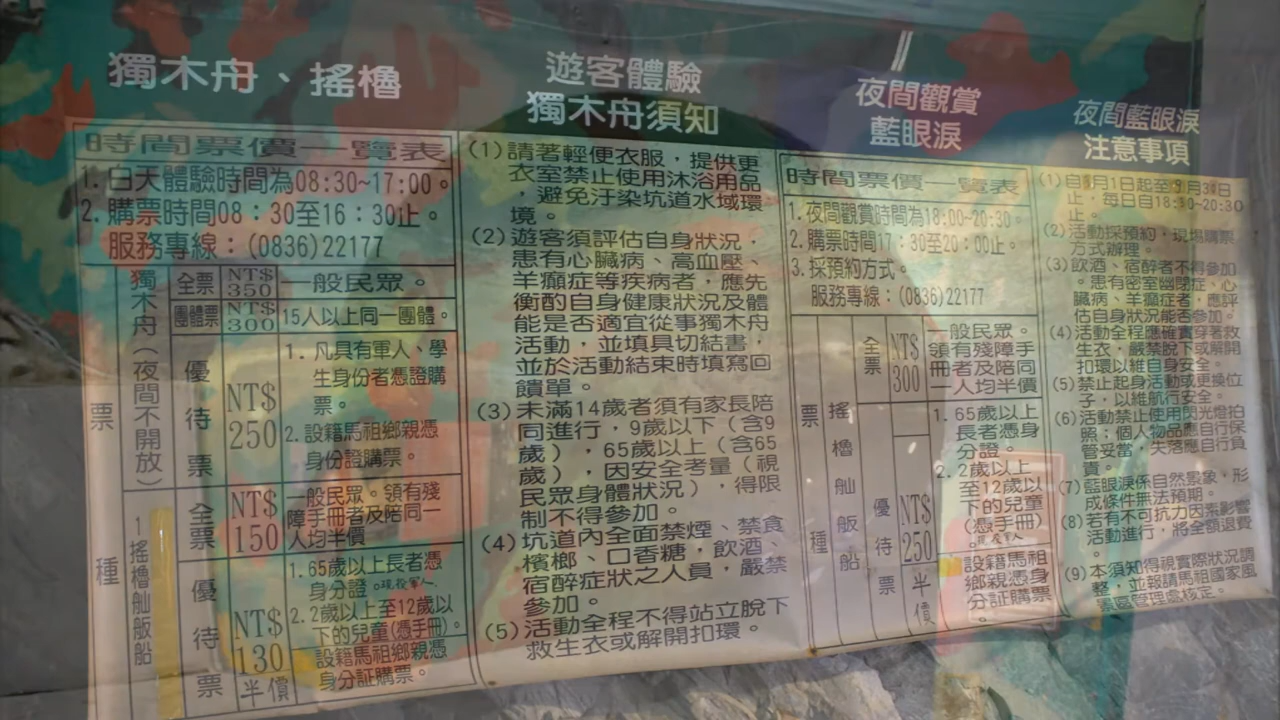 獨木舟、搖櫓
時間票價一覽表
1. 白天體驗時間為08:30~17:00。
2. 購票時間08：30至16：30止。
服務專線：(0836)22177
票種
獨木舟(夜間不開放)
全票
NT$
350
一般民眾。
團體票
NT$
300
15人以上同一團體。
優待票
NT$
250
1. 凡具有軍人、學
生身份者憑證購
票。
2. 設籍馬祖鄉親憑
身份證購票。
搖櫓舢舨船
全票
NT$
150
一般民眾。領有殘
障手冊者及陪同一
人均半價
優待票
NT$
130
半價
1. 65歲以上長者憑
身分證。現役軍人
2. 2歲以上至12歲以
下的兒童(憑手冊)。
設籍馬祖鄉親憑
身分証購票。
遊客體驗
獨木舟須知
(1)請著輕便衣服，提供更
衣室禁止使用沐浴用品
，避免汙染坑道水域環
境。
(2)遊客須評估自身狀況，
患有心臟病、高血壓、
羊癲症等疾病者，應先
衡酌自身健康狀況及體
能是否適宜從事獨木舟
活動，並填具切結書，
並於活動結束時填寫回
饋單。
(3)未滿14歲者須有家長陪
同進行，9歲以下(含9
歲)，65歲以上(含65
歲)，因安全考量(視
民眾身體狀況)，得限
制不得參加。
(4)坑道內全面禁煙、禁食
檳榔、口香糖，飲酒、
宿醉症狀之人員，嚴禁
參加。
(5)活動全程不得站立脫下
救生衣或解開扣環。
夜間觀賞
藍眼淚
時間票價一覽表
1. 夜間觀賞時間為18:00~20:30。
2. 購票時間17：30至20：00止。
3. 採預約方式。
服務專線：(0836)22177
票種
搖櫓舢舨船
全票
NT$
300
一般民眾。
領有殘障手
冊者及陪同
一人均半價
優待票
NT$
250
半價
1. 65歲以上
長者憑身
分證。
2. 2歲以上
至12歲以
下的兒童
(憑手冊)
設籍馬祖
鄉親憑身
分証購票。
夜間藍眼淚
注意事項
(1)自月1日起至月30日
止，每日自18:30~20:30
止。
(2)活動採預約，現場購票
方式辦理。
(3)飲酒、宿醉者不得參加
。患有密室幽閉症、心
臟病、羊癲症者，應評
估自身狀況能否參加。
(4)活動全程應確實穿著救
生衣，嚴禁脫下或解開
扣環以維自身安全。
(5)禁止起身活動或更換位
子，以維航行安全。
(6)活動禁止使用閃光燈拍
照；個人物品應自行保
管妥當，失落應自行負
責。
(7)藍眼淚係自然景象，形
成條件無法預期。
(8)若有不可抗力因素影響
活動進行，將全額退費
。
(9)本須知得視實際狀況調
整，並報請馬祖國家風
景區管理處核定。